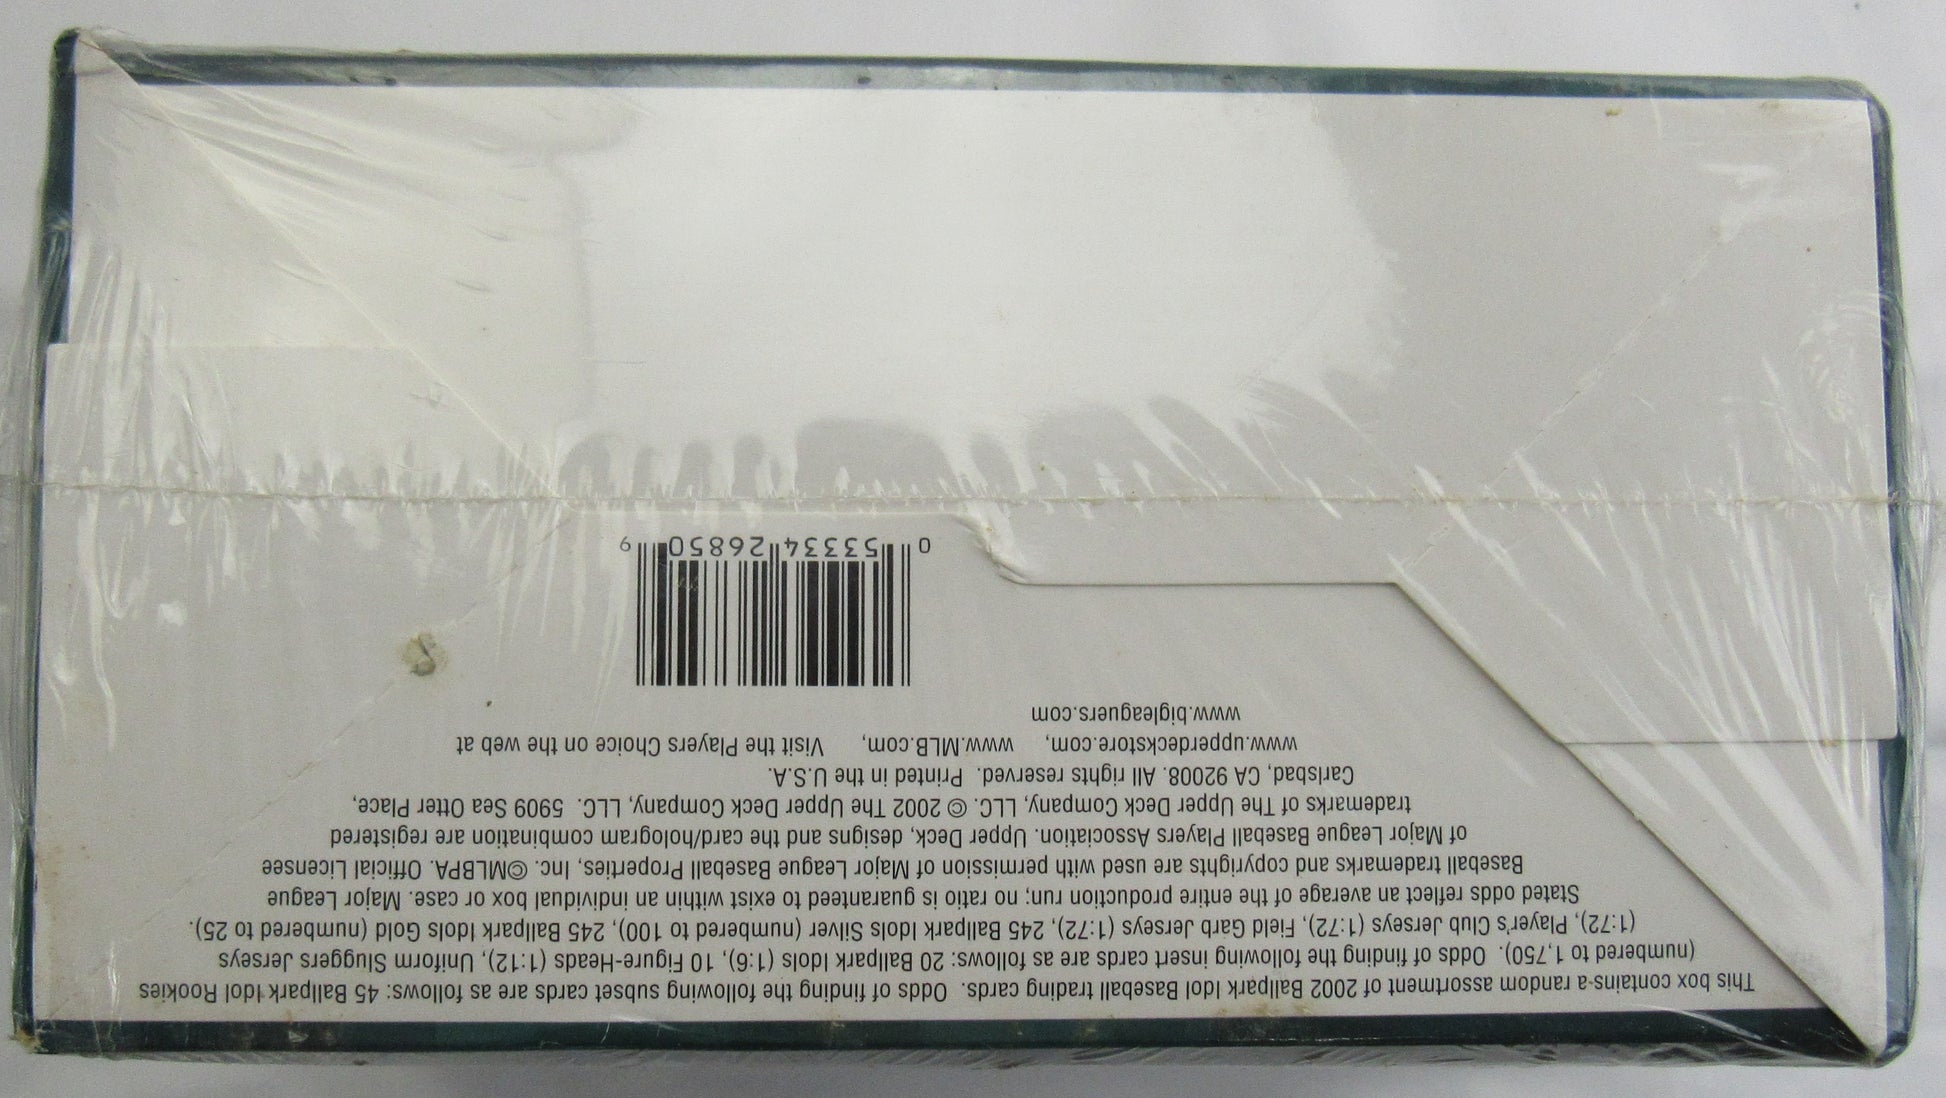 This box contains a random assortment of 2002 Ballpark Idol Baseball trading cards. Odds of finding the following subset cards are as follows: 45 Ballpark Idol Rookies
(numbered to 1,750). Odds of finding the following insert cards are as follows: 20 Ballpark Idols (1:6), 10 Figure-Heads (1:12), Uniform Sluggers Jerseys
(1:72), Player's Club Jerseys (1:72), Field Garb Jerseys (1:72), 245 Ballpark Idols Silver (numbered to 100), 245 Ballpark Idols Gold (numbered to 25).
Stated odds reflect an average of the entire production run; no ratio is guaranteed to exist within an individual box or case. Major League
Baseball trademarks and copyrights are used with permission of Major League Baseball Properties, Inc. ©MLBPA. Official Licensee
of Major League Baseball Players Association. Upper Deck, designs and the card/hologram combination are registered
trademarks of The Upper Deck Company, LLC. © 2002 The Upper Deck Company, LLC. 5909 Sea Otter Place,
Carlsbad, CA 92008. All rights reserved. Printed in the U.S.A.
www.upperdeckstore.com, www.MLB.com, Visit the Players Choice on the web at
www.bigleaguers.com
0 53334 26850 9